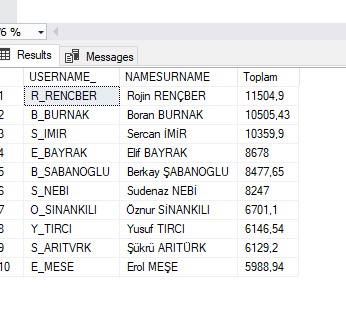 6 %
Results Messages
USERNAME_ NAMESURNAME Toplam
1 R_RENCBER Rojin RENÇBER 11504,9
2 B_BURNAK Boran BURNAK 10505,43
3 S_IMIR Sercan İMİR 10359,9
4 E_BAYRAK Elif BAYRAK 8678
5 B_SABANOGLU Berkay ŞABANOĞLU 8477,65
6 S_NEBI Sudenaz NEBİ 8247
7 O_SINANKILI Öznur SİNANKILI 6701,1
8 Y_TIRCI Yusuf TIRCI 6146,54
9 S_ARITVRK Şükrü ARITÜRK 6129,2
10 E_MESE Erol MEŞE 5988,94